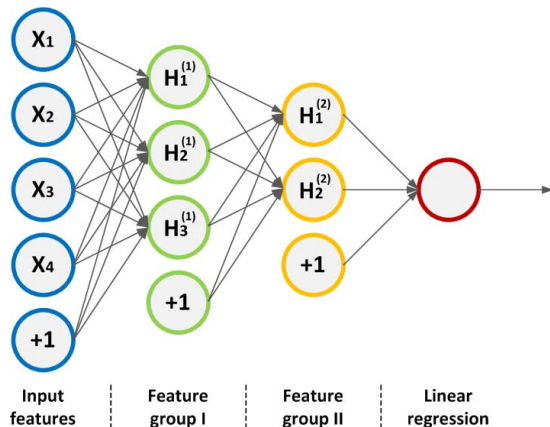 X1
X2
X3
X4
+1
H1(1)
H2(1)
H3(1)
+1
H1(2)
H2(2)
+1
Input features
Feature group I
Feature group II
Linear regression